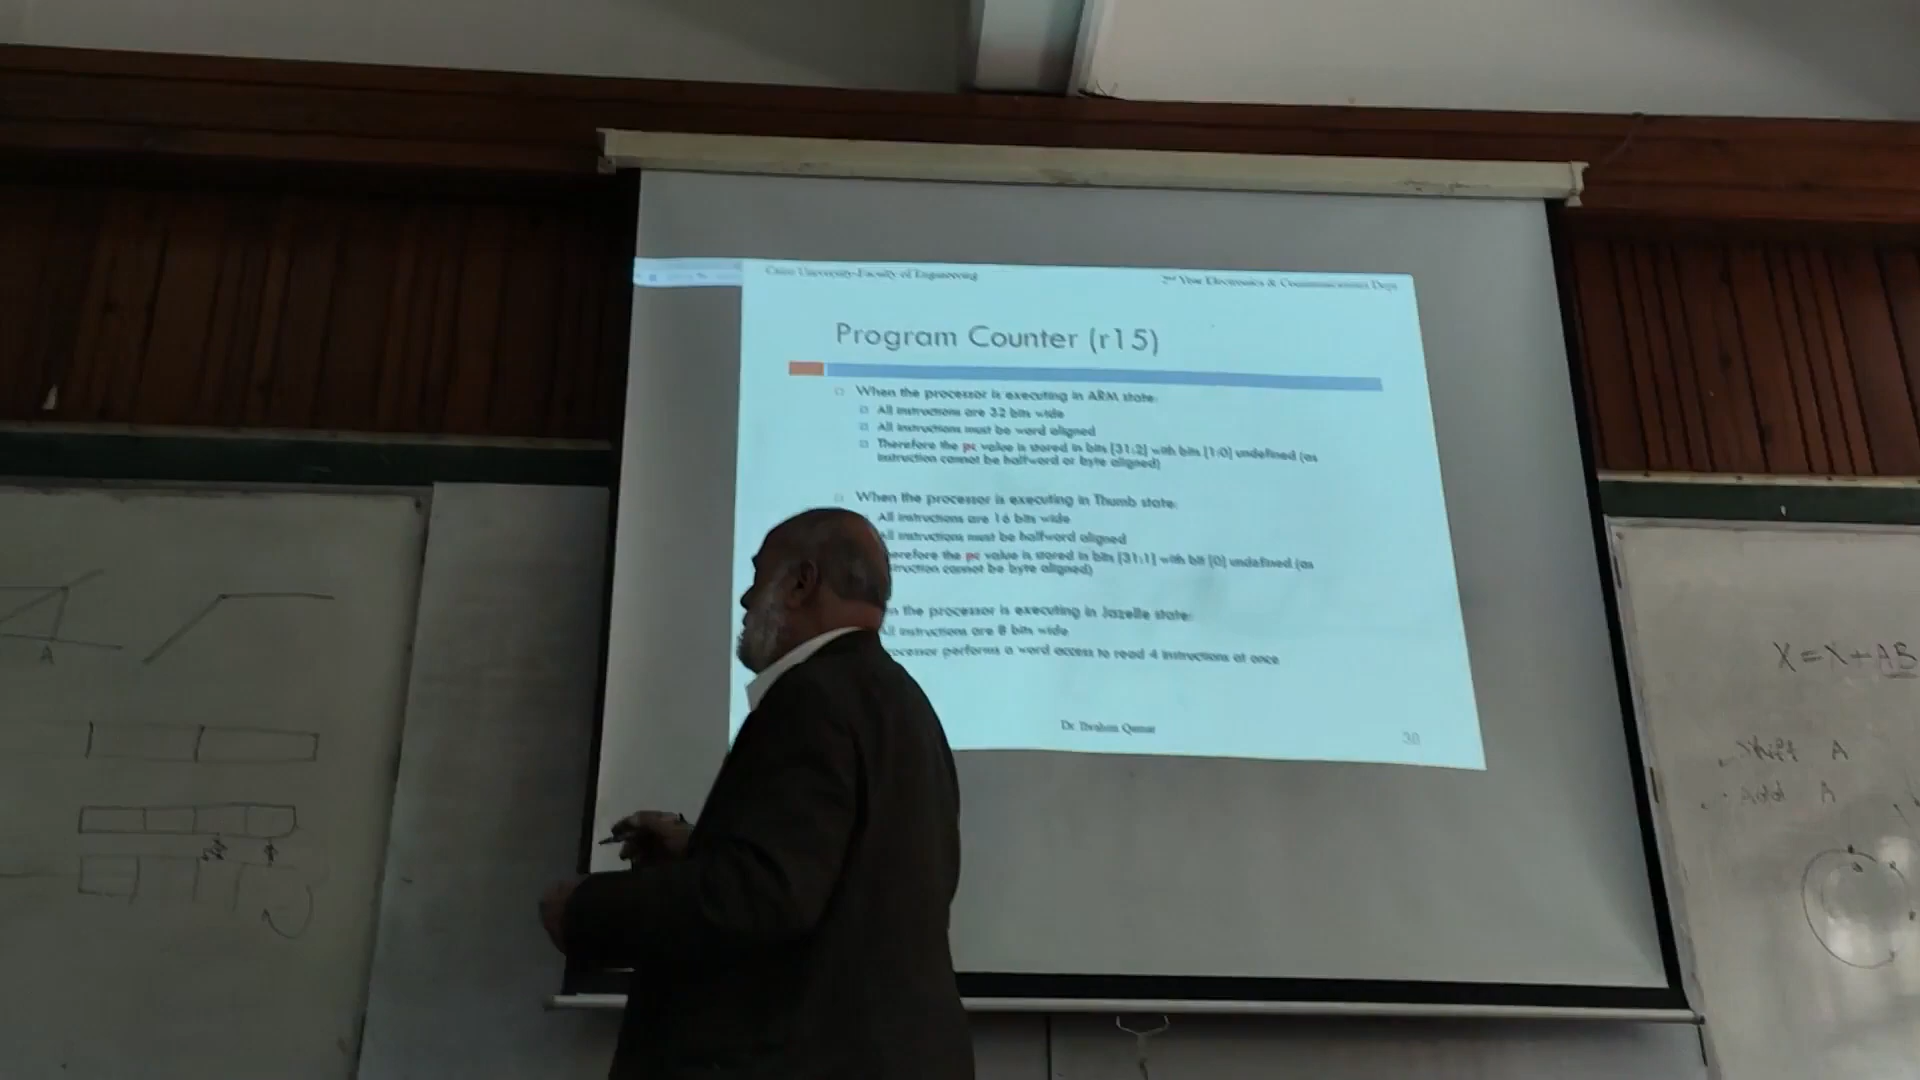 Cairo University-Faculty of Engineering
2nd Year Electronics & Communications Dept.
Program Counter (r15)
When the processor is executing in ARM state:
All instructions are 32 bits wide
All instructions must be word aligned
Therefore the pc value is stored in bits [31:2] with bits [1:0] undefined (as
instruction cannot be halfword or byte aligned)
When the processor is executing in Thumb state:
All instructions are 16 bits wide
All instructions must be halfword aligned
herefore the pc value is stored in bits [31:1] with bit [0] undefined (as
truction cannot be byte aligned)
n the processor is executing in Jazelle state:
All instructions are 8 bits wide
ocessor performs a word access to read 4 instructions at once
Dr. Ibrahim Qamar
30
A
X=X+AB
Shift A
Add A